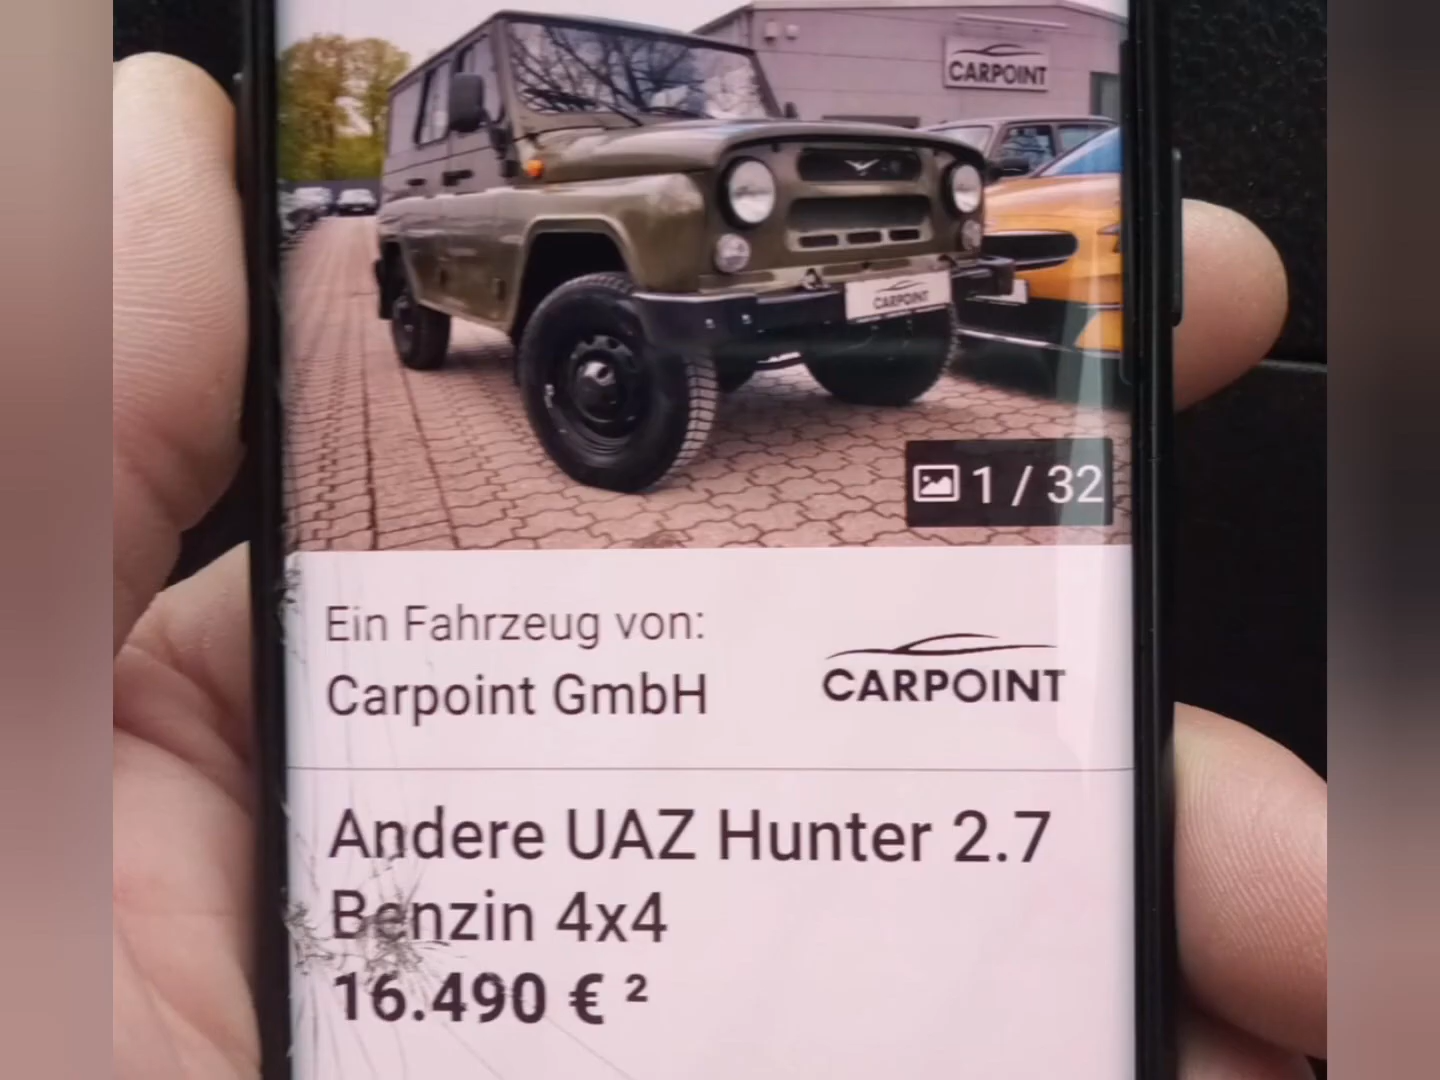 CARPOINT
CARPOINT
1 / 32
Ein Fahrzeug von:
Carpoint GmbH
CARPOINT
Andere UAZ Hunter 2.7
Benzin 4x4
16.490 € ²